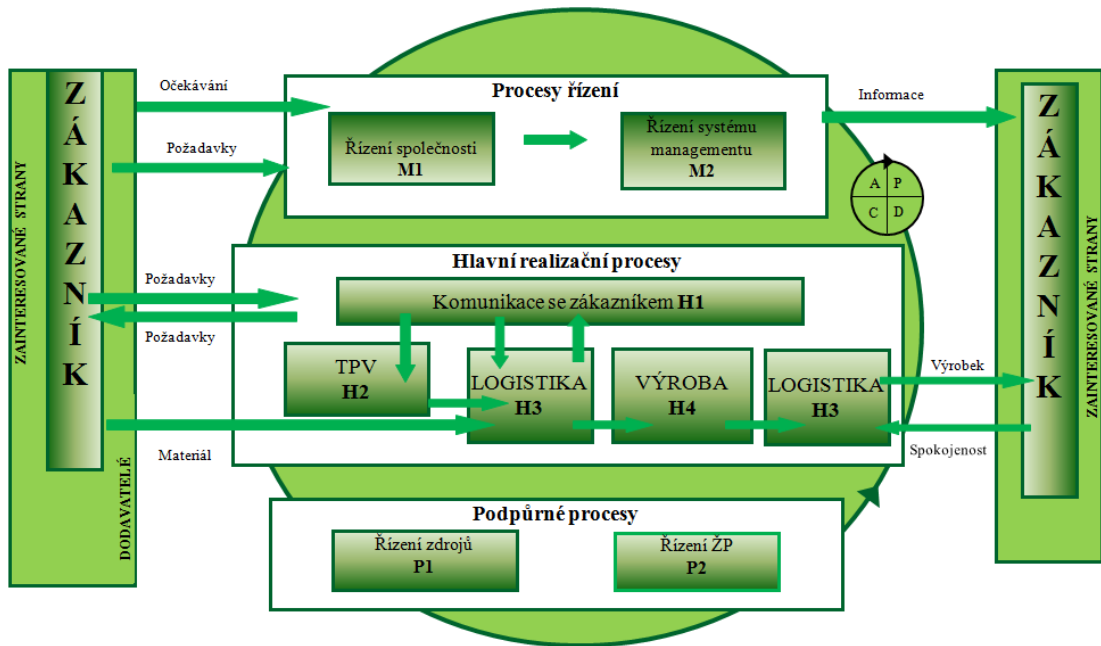 ZAINTERESOVANÉ STRANY
ZÁKAZNÍK
DODAVATELÉ
Očekávání
Požadavky
Požadavky
Požadavky
Materiál
Procesy řízení
Řízení společnosti
M1
Řízení systému
managementu
M2
Informace
A P
C D
Hlavní realizační procesy
Komunikace se zákazníkem H1
TPV
H2
LOGISTIKA
H3
VÝROBA
H4
LOGISTIKA
H3
Výrobek
Spokojenost
Podpůrné procesy
Řízení zdrojů
P1
Řízení ŽP
P2
ZÁKAZNÍK
ZAINTERESOVANÉ STRANY